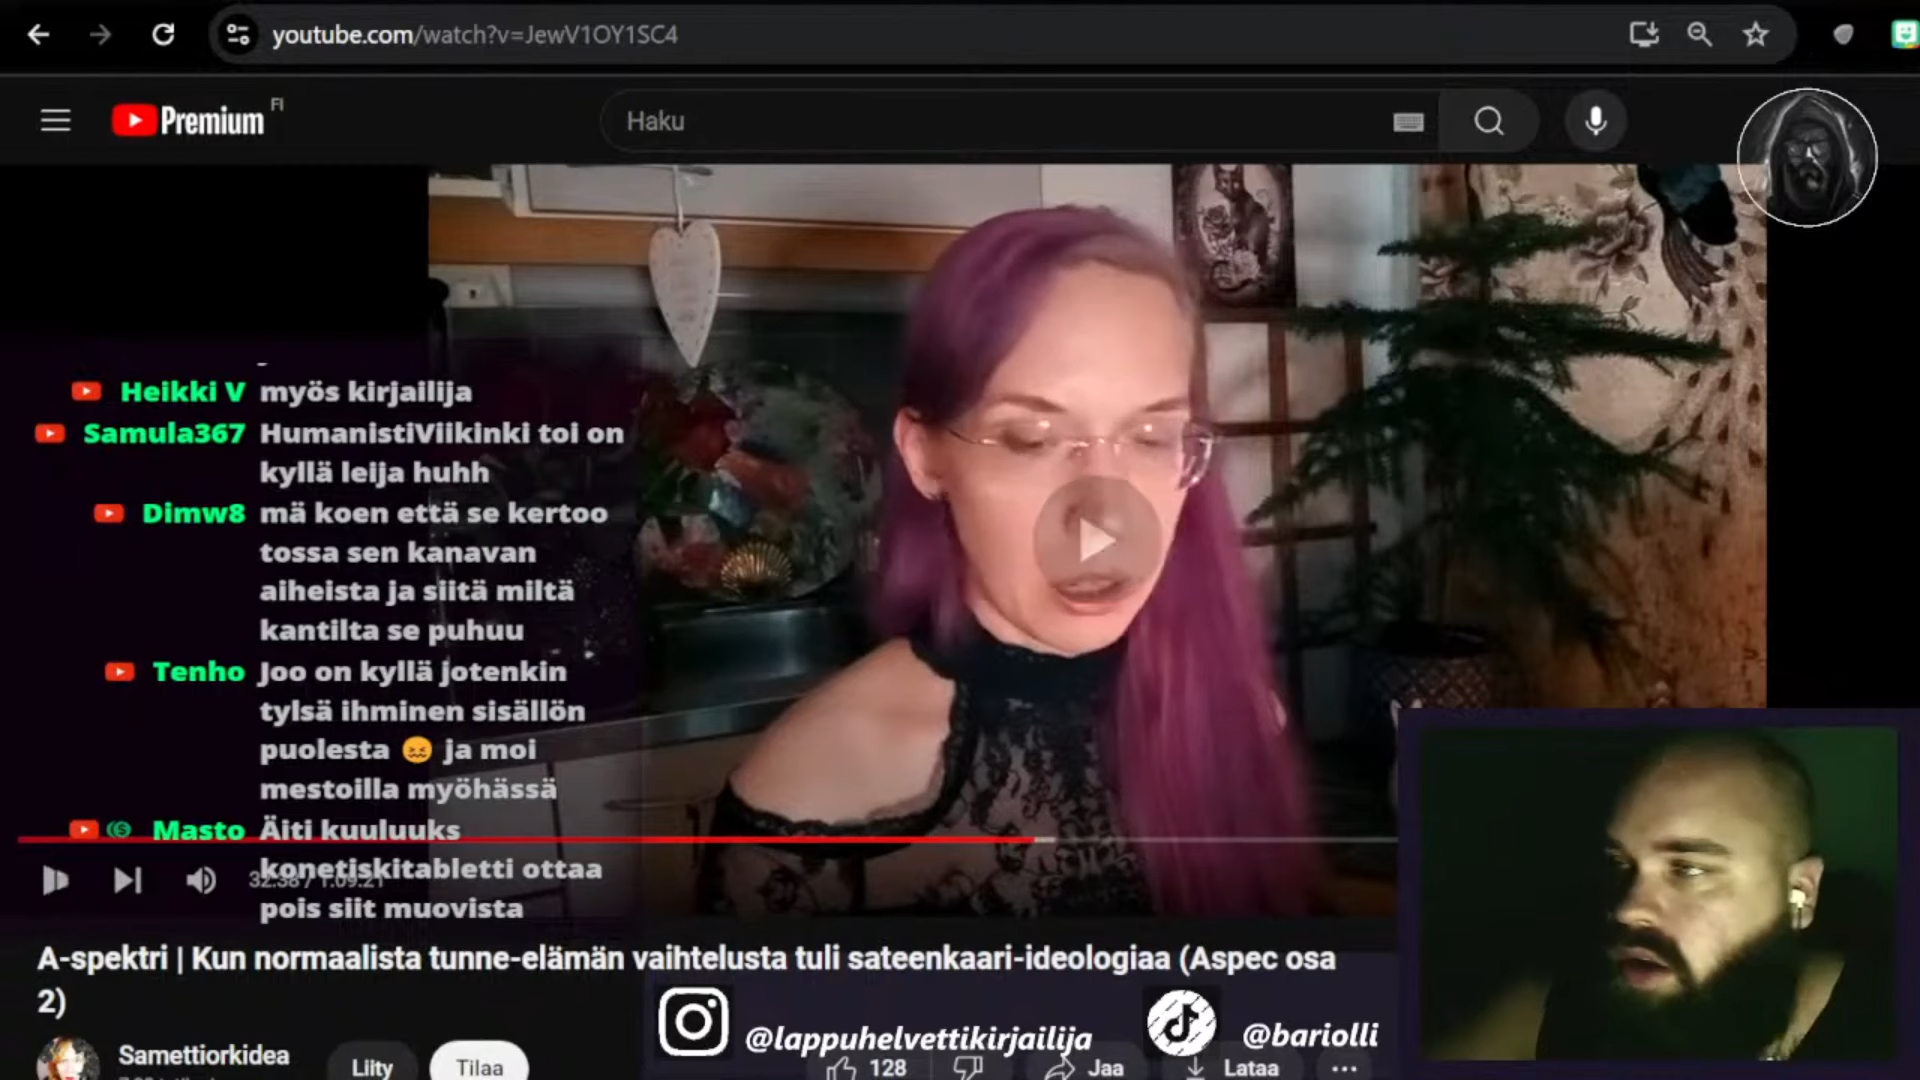 youtube.com/watch?v=JewV1OY1SC4
Premium FI
Haku
Heikki V myös kirjailija
Samula367 HumanistiViikinki toi on
kyllä leija huhh
Dimw8 mä koen että se kertoo
tossa sen kanavan
aiheista ja siitä miltä
kantilta se puhuu
Tenho Joo on kyllä jotenkin
tylsä ihminen sisällön
puolesta 😖 ja moi
mestoilla myöhässä
Masto Äiti kuuluuks
konetiskitabletti ottaa
pois siit muovista
32.38 / 1.09.21
A-spektri | Kun normaalista tunne-elämän vaihtelusta tuli sateenkaari-ideologiaa (Aspec osa
2)
@lappuhelvettikirjailija
@bariolli
Samettiorkidea
Liity
Tilaa
128
Jaa
Lataa